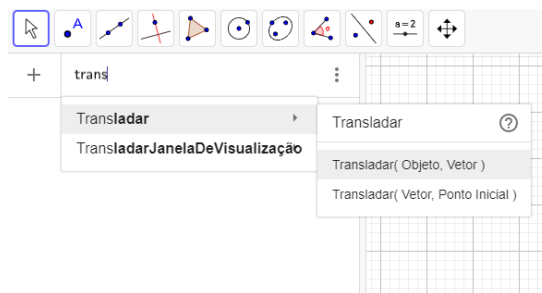 A
a=2
+ trans
Transladar
TransladarJanelaDeVisualização
Transladar
Transladar( Objeto, Vetor )
Transladar( Vetor, Ponto Inicial )